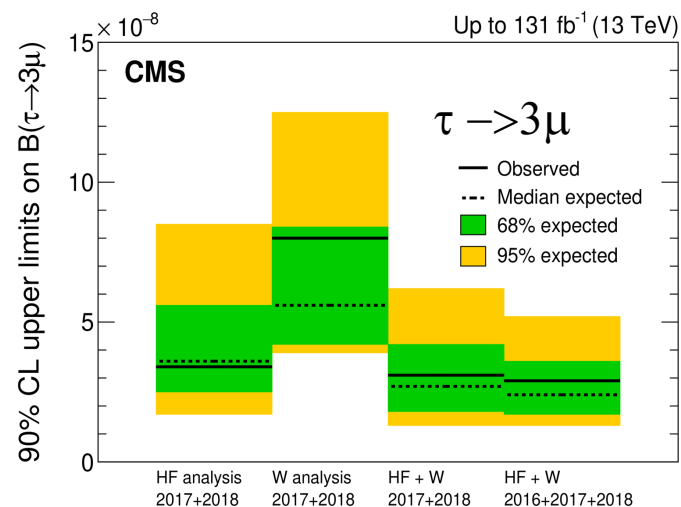 ×10⁻⁸
Up to 131 fb⁻¹ (13 TeV)
15
CMS
τ −>3μ
Observed
Median expected
68% expected
95% expected
10
5
0
90% CL upper limits on B(τ→3μ)
HF analysis
2017+2018
W analysis
2017+2018
HF + W
2017+2018
HF + W
2016+2017+2018